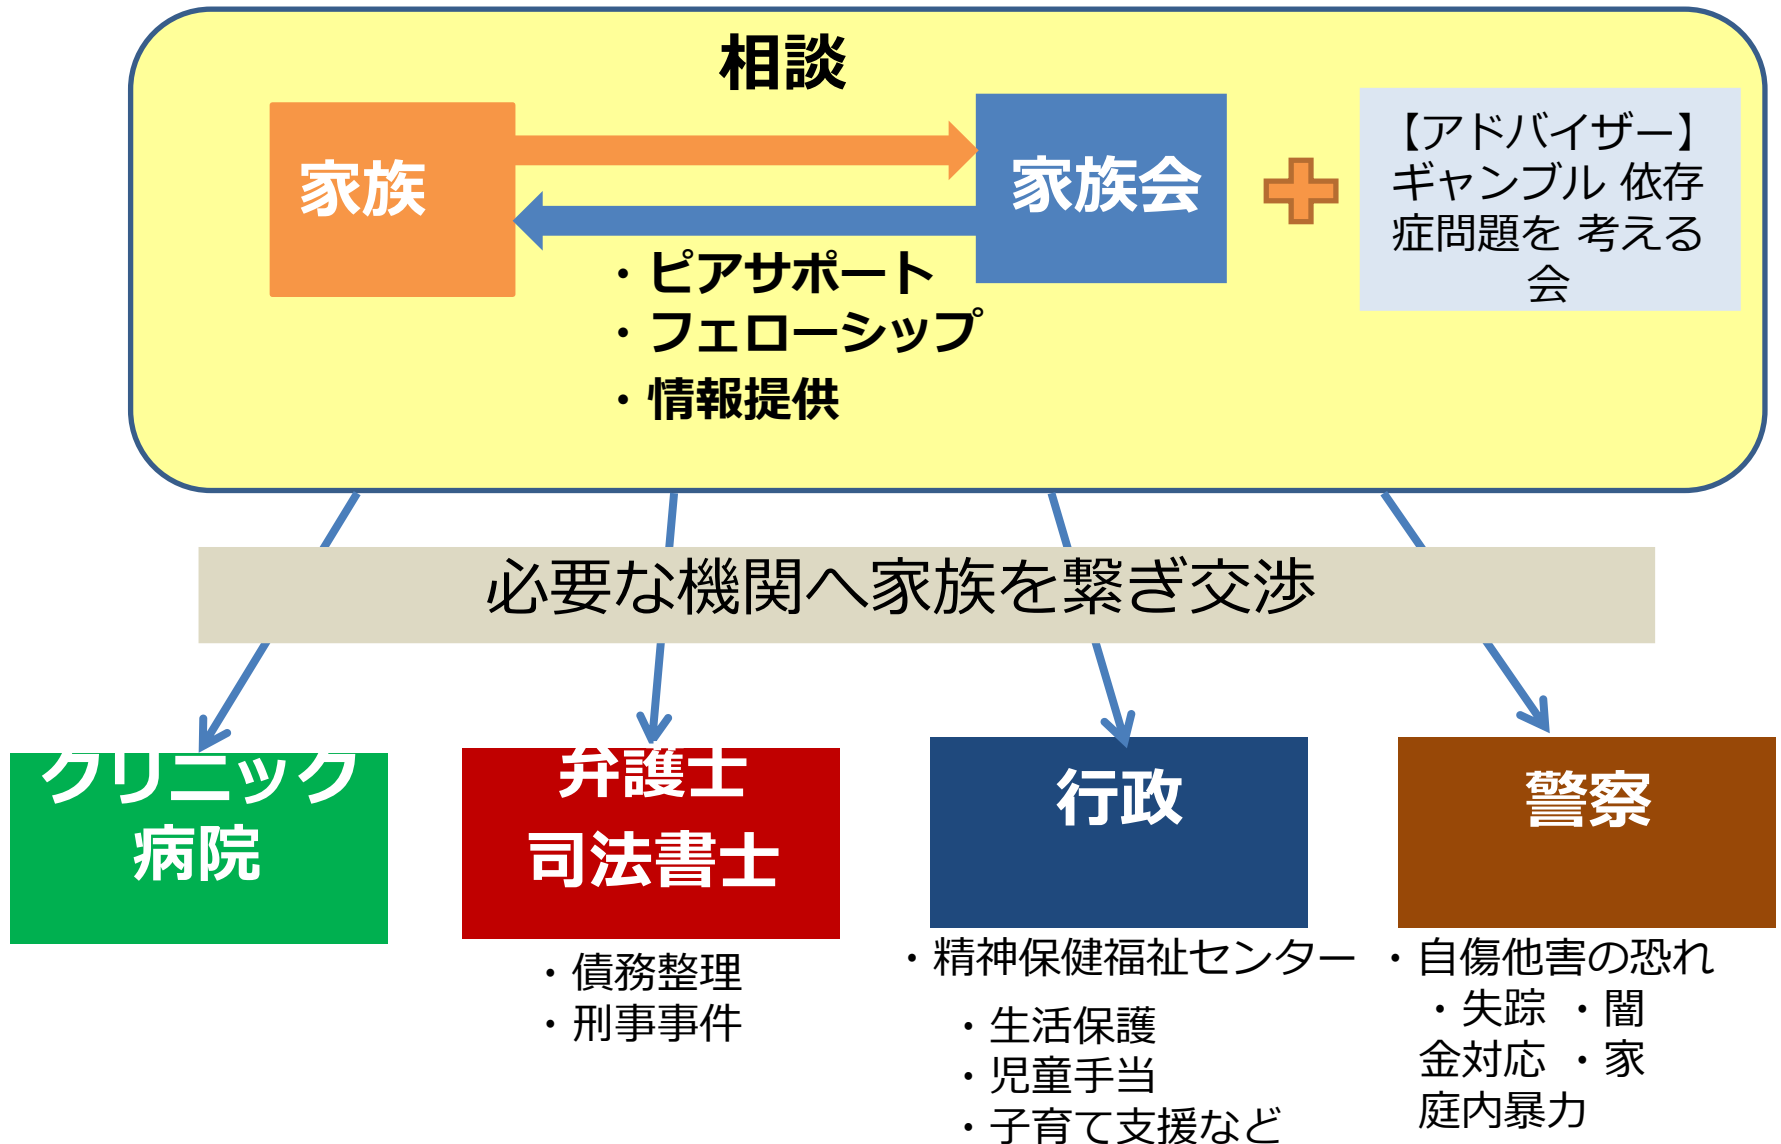 相談
家族
家族会
【アドバイザー】
ギャンブル 依存
症問題を 考える
会
・ピアサポート
・フェローシップ
・情報提供
必要な機関へ家族を繋ぎ交渉
クリニック
病院
弁護士
司法書士
・債務整理
・刑事事件
行政
・精神保健福祉センター
・生活保護
・児童手当
・子育て支援など
警察
・自傷他害の恐れ
・失踪 ・闇
金対応 ・家
庭内暴力